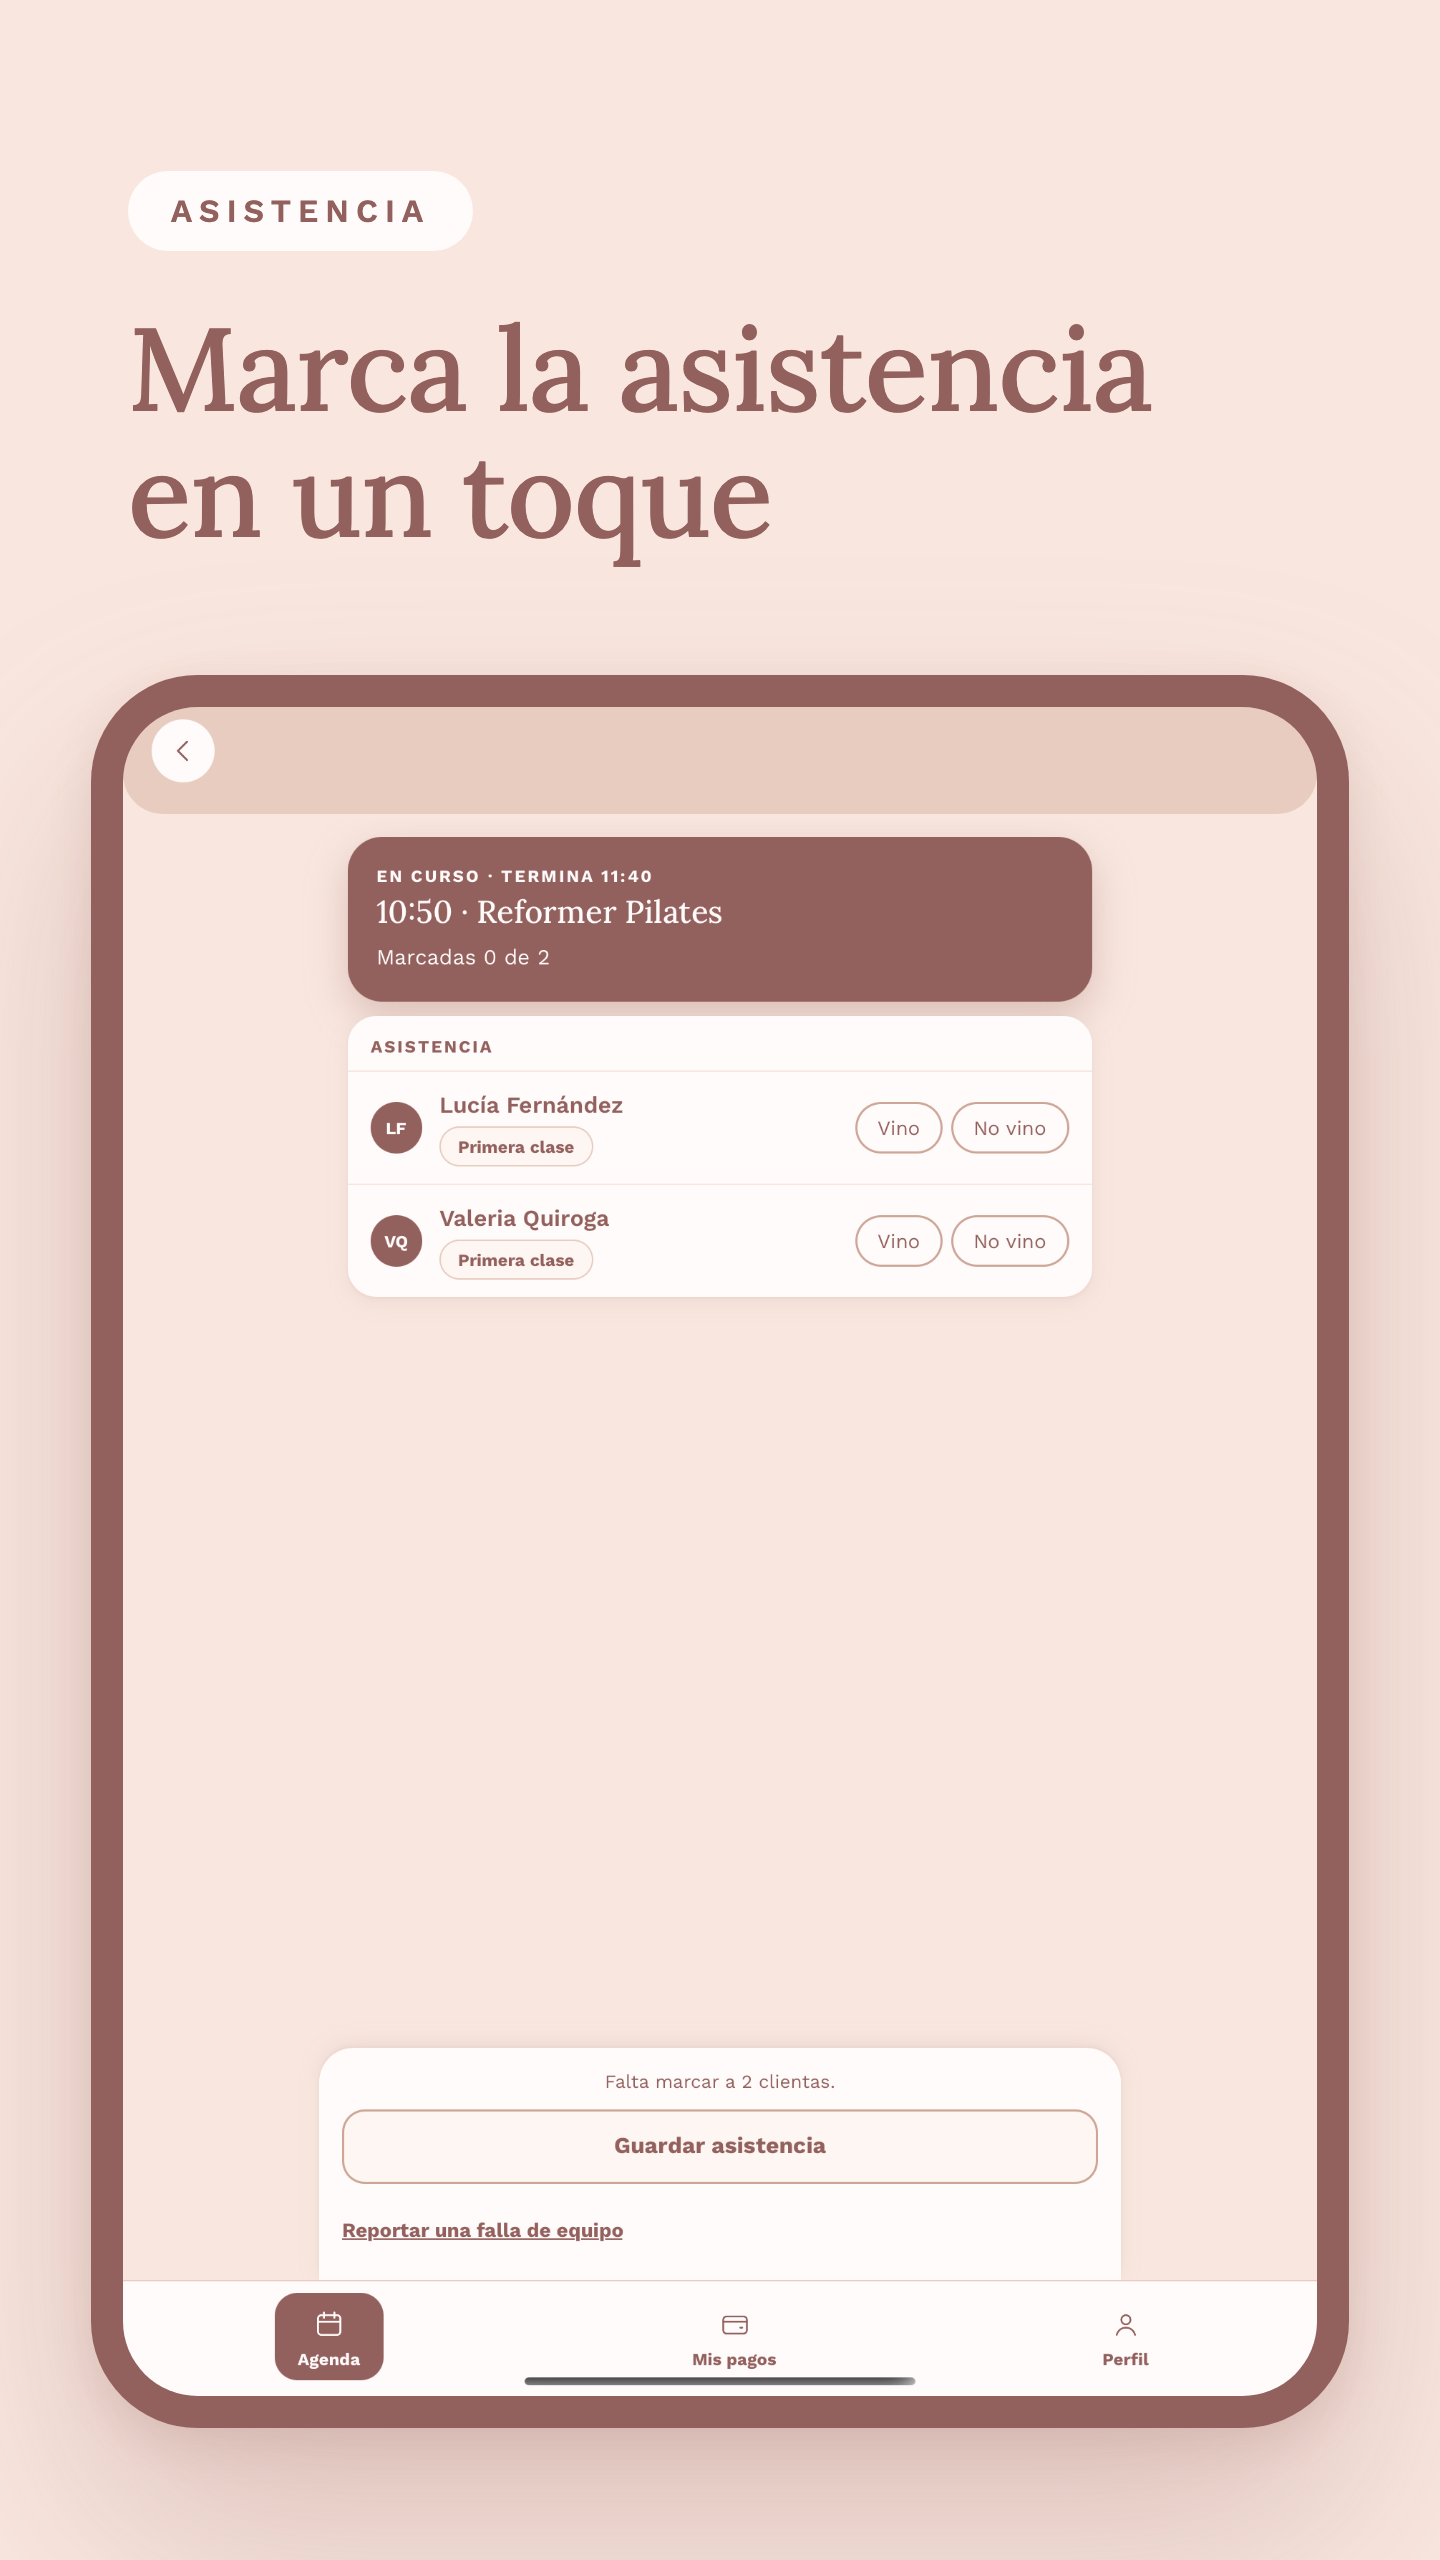 ASISTENCIA
Marca la asistencia
en un toque
EN CURSO · TERMINA 11:40
10:50 · Reformer Pilates
Marcadas 0 de 2
ASISTENCIA
LF
Lucía Fernández
Primera clase
Vino
No vino
VQ
Valeria Quiroga
Primera clase
Vino
No vino
Falta marcar a 2 clientas.
Guardar asistencia
Reportar una falla de equipo
Agenda
Mis pagos
Perfil